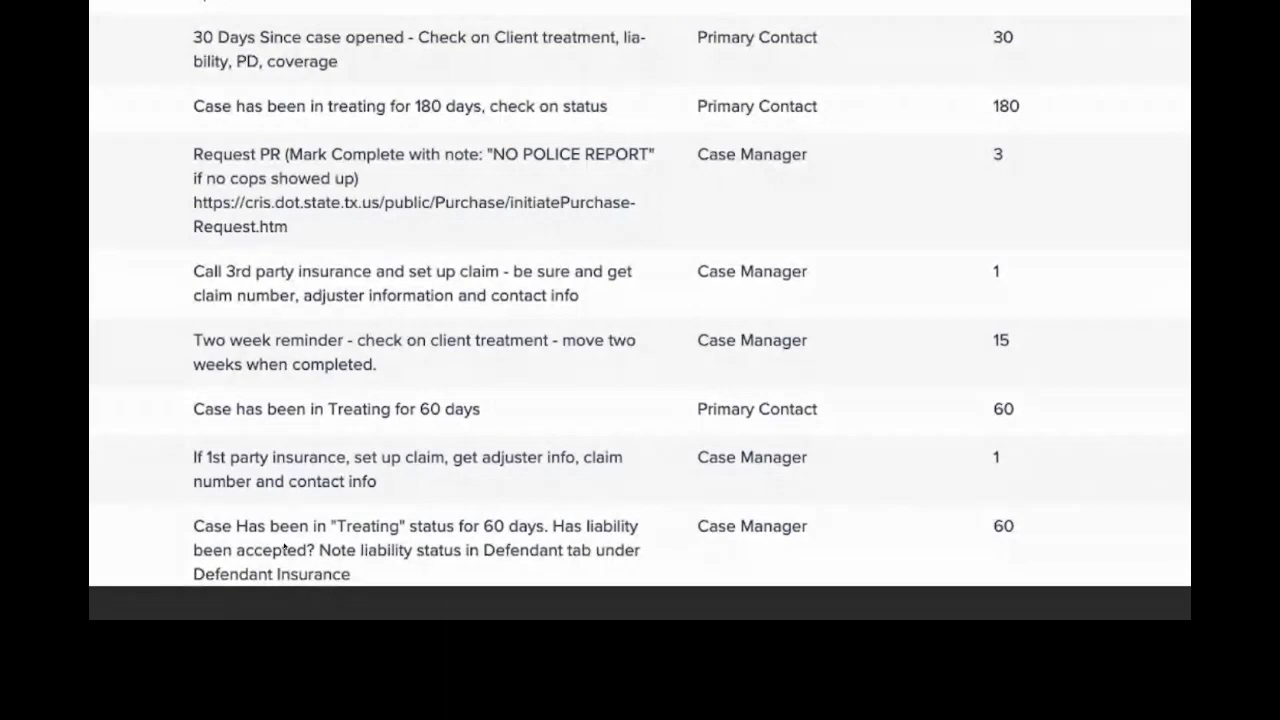 30 Days Since case opened - Check on Client treatment, lia-
bility, PD, coverage
Primary Contact
30
Case has been in treating for 180 days, check on status
Primary Contact
180
Request PR (Mark Complete with note: "NO POLICE REPORT"
if no cops showed up)
https://cris.dot.state.tx.us/public/Purchase/initiatePurchase-
Request.htm
Case Manager
3
Call 3rd party insurance and set up claim - be sure and get
claim number, adjuster information and contact info
Case Manager
1
Two week reminder - check on client treatment - move two
weeks when completed.
Case Manager
15
Case has been in Treating for 60 days
Primary Contact
60
If 1st party insurance, set up claim, get adjuster info, claim
number and contact info
Case Manager
1
Case Has been in "Treating" status for 60 days. Has liability
been accepted? Note liability status in Defendant tab under
Defendant Insurance
Case Manager
60